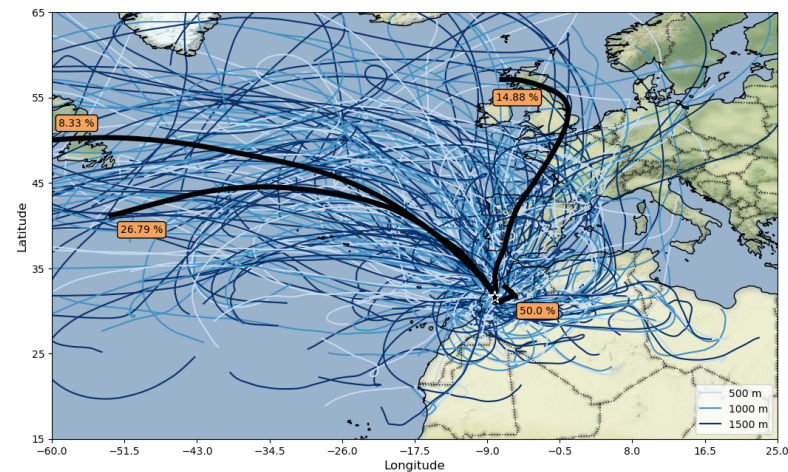 65
55
45
35
25
15
Latitude
8.33 %
14.88 %
26.79 %
50.0 %
500 m
1000 m
1500 m
−60.0 −51.5 −43.0 −34.5 −26.0 −17.5 −9.0 −0.5 8.0 16.5 25.0
Longitude